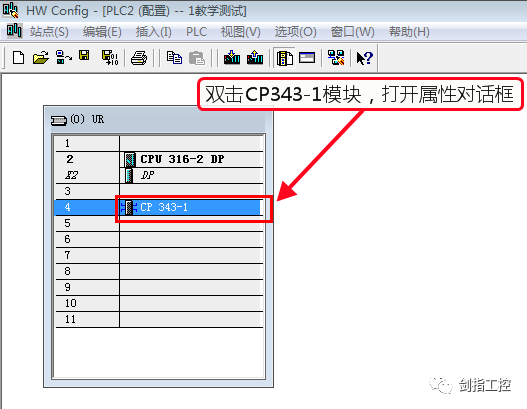 HW Config - [PLC2 (配置) -- 1教学测试]
站点(S) 编辑(E) 插入(I) PLC 视图(V) 选项(O) 窗口(W) 帮助(H)
双击CP343-1模块，打开属性对话框
(0) UR
1
2 CPU 316-2 DP
X2 DP
3
4 CP 343-1
5
6
7
8
9
10
11
剑指工控